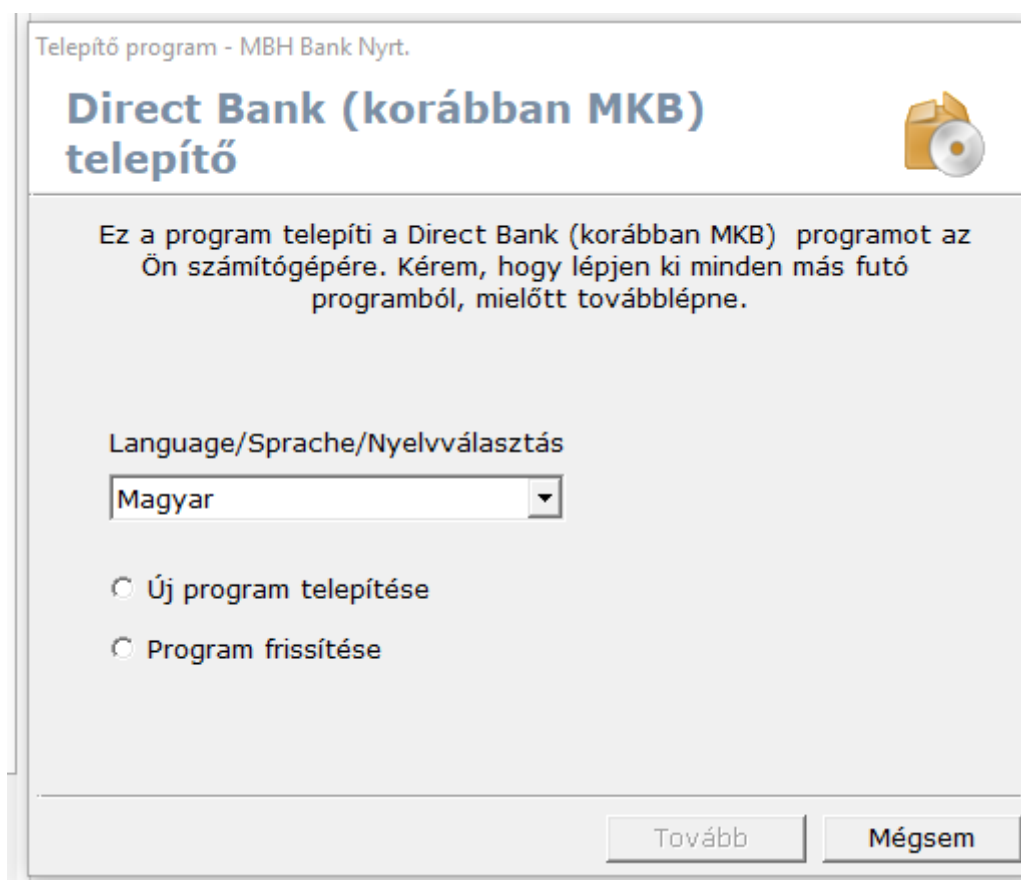 Telepítő program - MBH Bank Nyrt.
Direct Bank (korábban MKB)
telepítő
Ez a program telepíti a Direct Bank (korábban MKB)  programot az
Ön számítógépére. Kérem, hogy lépjen ki minden más futó
programból, mielőtt továbblépne.
Language/Sprache/Nyelvválasztás
Magyar
Új program telepítése
Program frissítése
Tovább
Mégsem